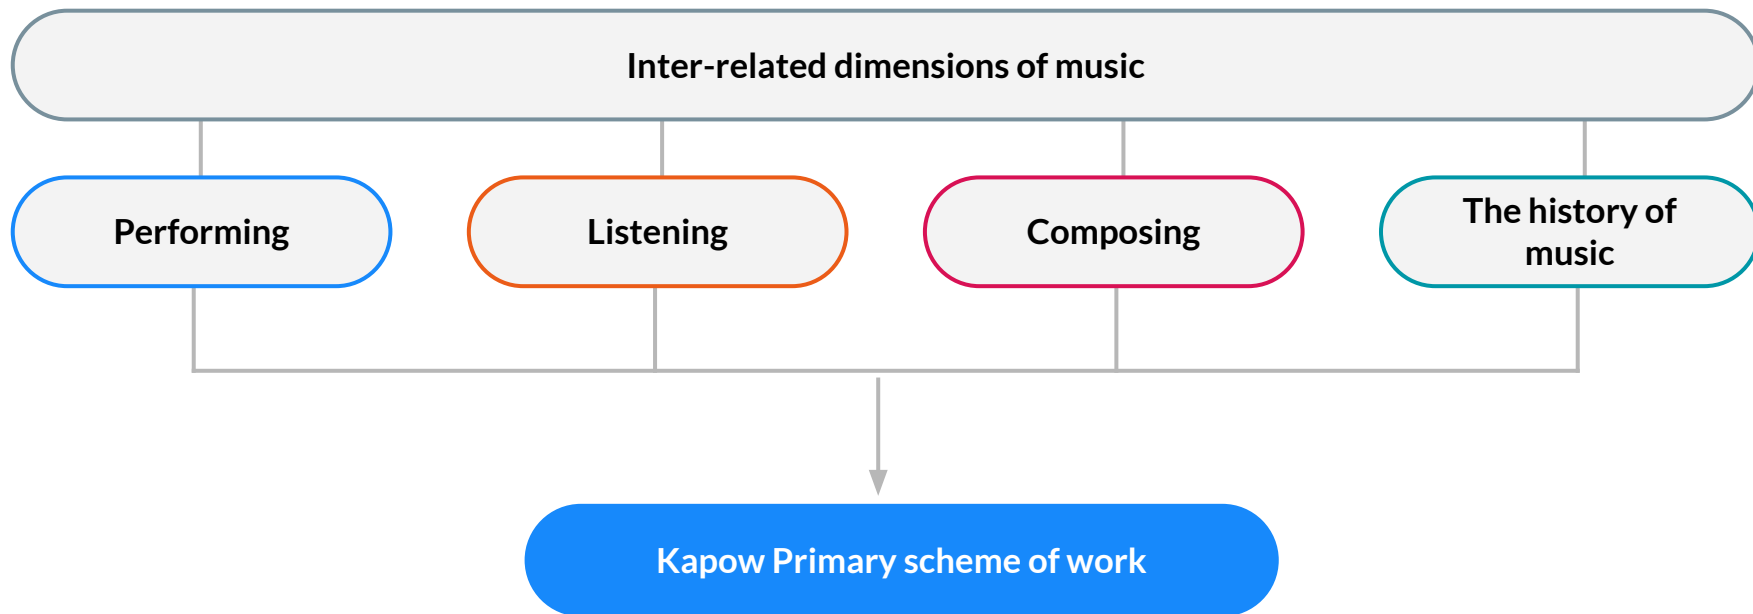 Inter-related dimensions of music
Performing
Listening
Composing
The history of
music
Kapow Primary scheme of work